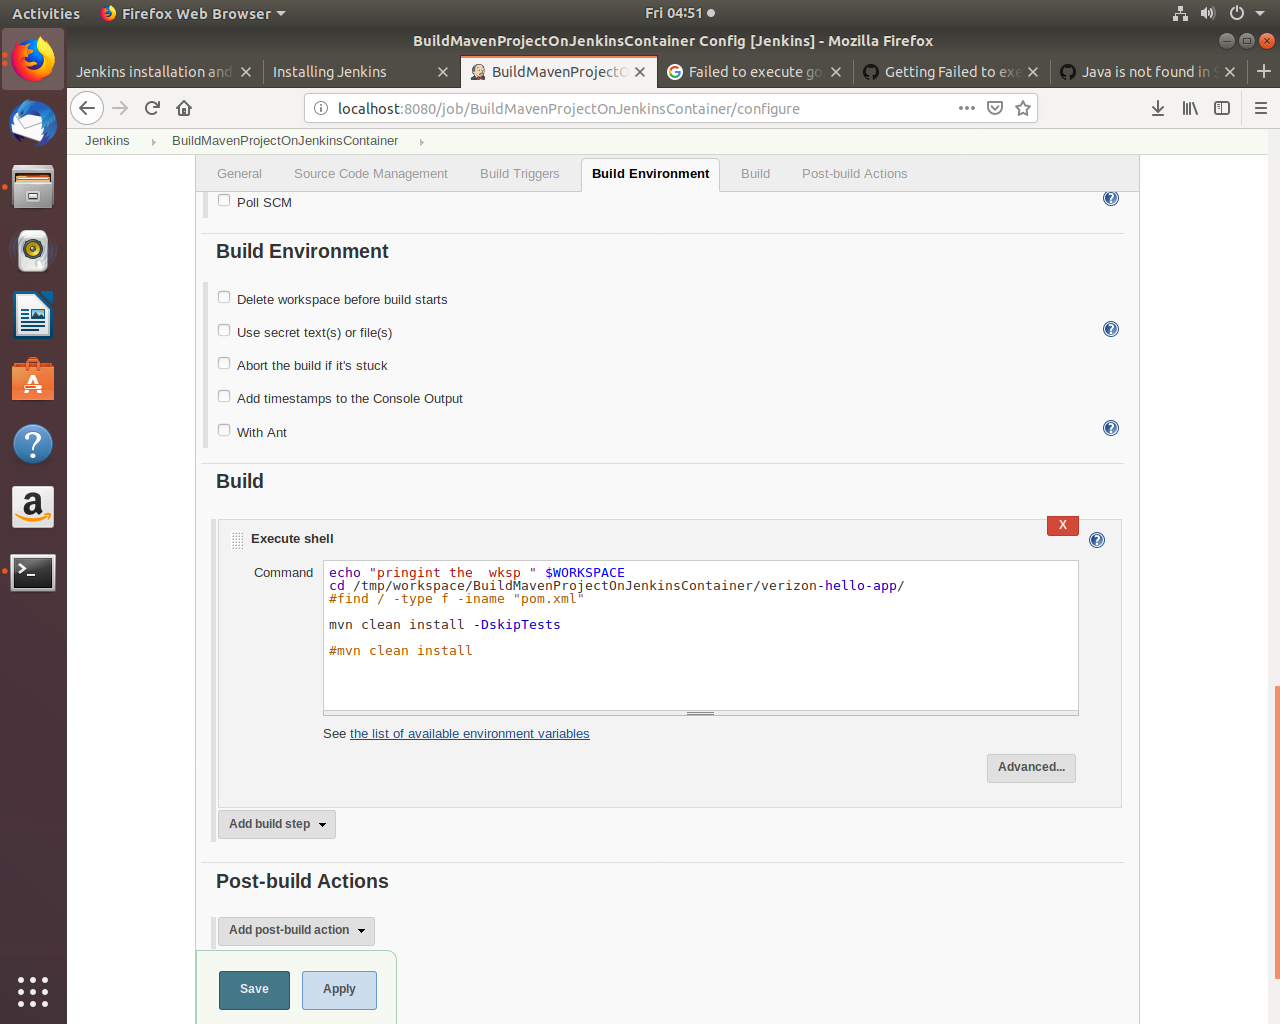 Activities
Firefox Web Browser
Fri 04:51
BuildMavenProjectOnJenkinsContainer Config [Jenkins] - Mozilla Firefox
Jenkins installation and
Installing Jenkins
BuildMavenProjectO
Failed to execute go
Getting Failed to exe
Java is not found in S
localhost:8080/job/BuildMavenProjectOnJenkinsContainer/configure
Jenkins
BuildMavenProjectOnJenkinsContainer
General
Source Code Management
Build Triggers
Build Environment
Build
Post-build Actions
Poll SCM
Build Environment
Delete workspace before build starts
Use secret text(s) or file(s)
Abort the build if it's stuck
Add timestamps to the Console Output
With Ant
Build
X
Execute shell
Command
echo "pringint the  wksp " $WORKSPACE
cd /tmp/workspace/BuildMavenProjectOnJenkinsContainer/verizon-hello-app/
#find / -type f -iname "pom.xml"
mvn clean install -DskipTests
#mvn clean install
See the list of available environment variables
Advanced...
Add build step
Post-build Actions
Add post-build action
Save
Apply